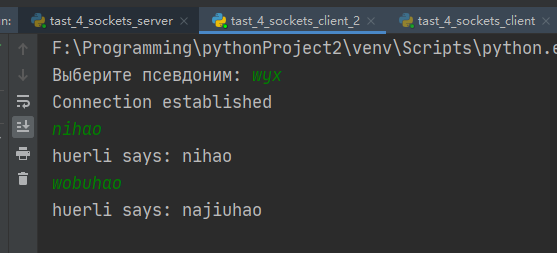 un: tast_4_sockets_server × tast_4_sockets_client_2 × tast_4_sockets_client ×
F:\Programming\pythonProject2\venv\Scripts\python.e
Выберите псевдоним: wyx
Connection established
nihao
huerli says: nihao
wobuhao
huerli says: najiuhao